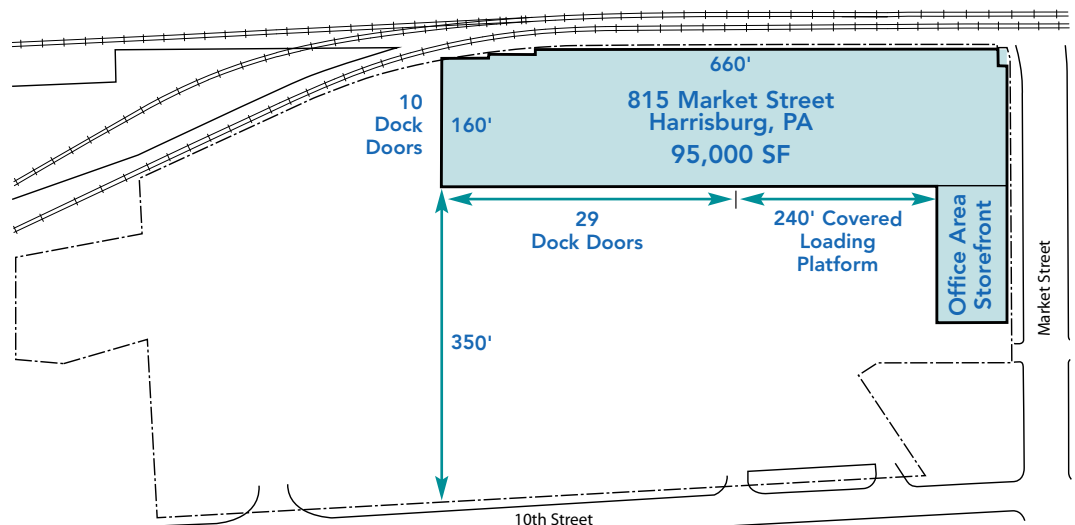 660'
815 Market Street
Harrisburg, PA
95,000 SF
10
Dock
Doors
160'
29
Dock Doors
240' Covered
Loading
Platform
Office Area
Storefront
Market Street
350'
10th Street